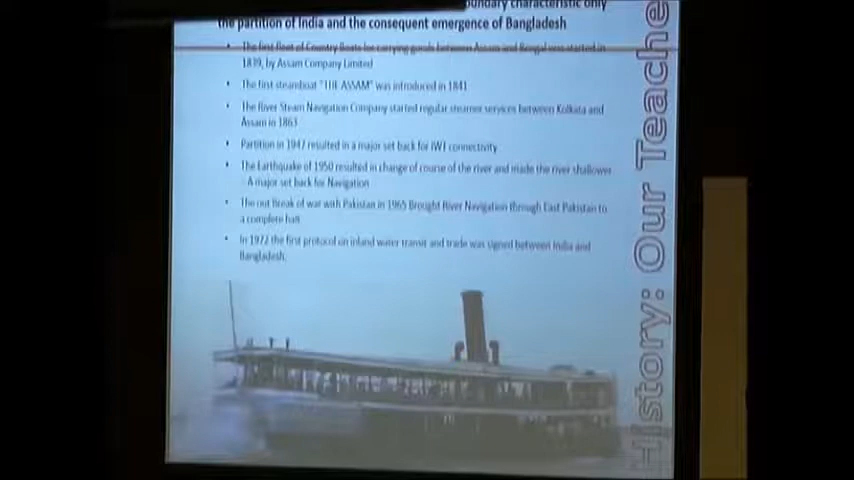 oundary characteristic only
the partition of India and the consequent emergence of Bangladesh
The first fleet of Country Boats for carrying goods between Assam and Bengal was started in
1839, by Assam Company Limited
The first steamboat "THE ASSAM" was introduced in 1841
The River Steam Navigation Company started regular steamer services between Kolkata and
Assam in 1863
Partition in 1947 resulted in a major set back for IWT connectivity
The Earthquake of 1950 resulted in change of course of the river and made the river shallower
- A major set back for Navigation
The out Break of war with Pakistan in 1965 Brought River Navigation through East Pakistan to
a complete halt
In 1972 the first protocol on inland water transit and trade was signed between India and
Bangladesh.
History: Our Teache